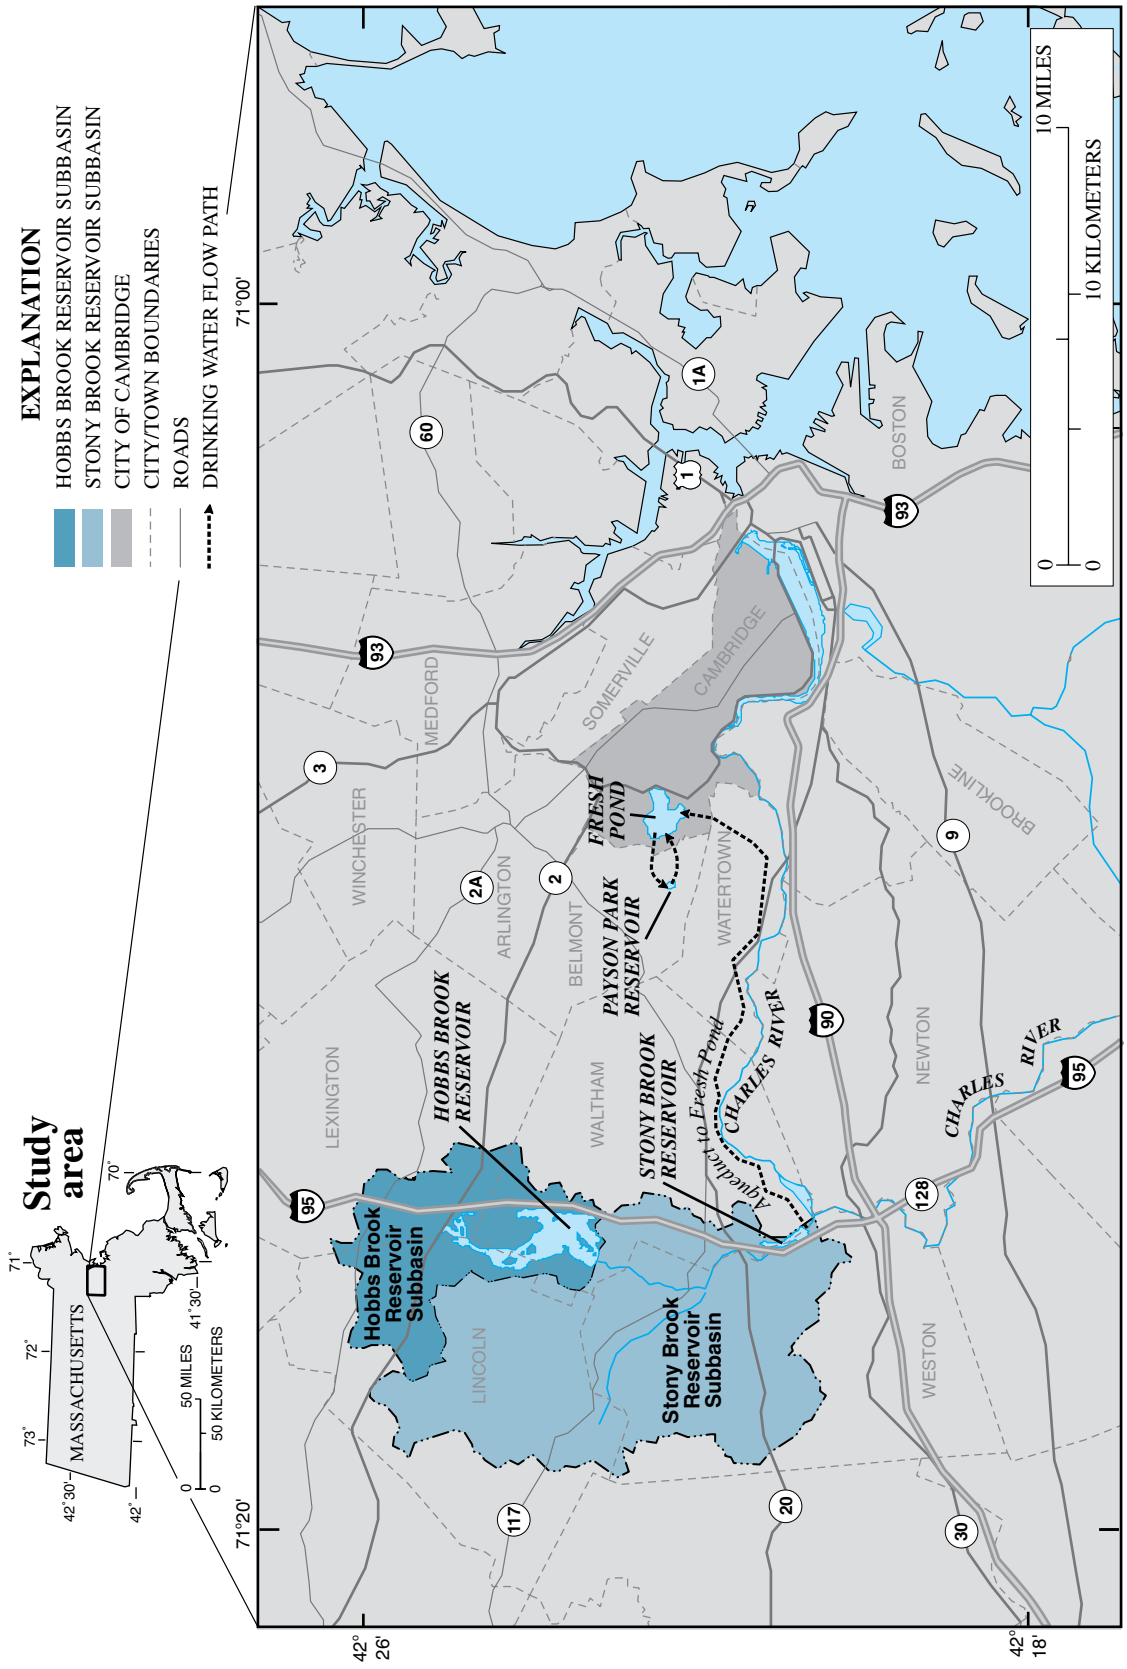 Study
area
MASSACHUSETTS
73°
72°
71°
70°
42°30'
42°
41°30'
0
50 MILES
0
50 KILOMETERS
EXPLANATION
HOBBS BROOK RESERVOIR SUBBASIN
STONY BROOK RESERVOIR SUBBASIN
CITY OF CAMBRIDGE
CITY/TOWN BOUNDARIES
ROADS
DRINKING WATER FLOW PATH
71°20'
71°00'
42°
26'
42°
18'
95
93
3
60
2A
2
117
1A
1
20
90
93
128
9
30
95
LEXINGTON
WINCHESTER
MEDFORD
Hobbs Brook
Reservoir
Subbasin
HOBBS BROOK
RESERVOIR
LINCOLN
ARLINGTON
BELMONT
SOMERVILLE
CAMBRIDGE
FRESH
POND
PAYSON PARK
RESERVOIR
WALTHAM
STONY BROOK
RESERVOIR
Stony Brook
Reservoir
Subbasin
Aqueduct to Fresh Pond
WATERTOWN
CHARLES RIVER
BOSTON
NEWTON
WESTON
BROOKLINE
CHARLES
RIVER
0
10 MILES
0
10 KILOMETERS